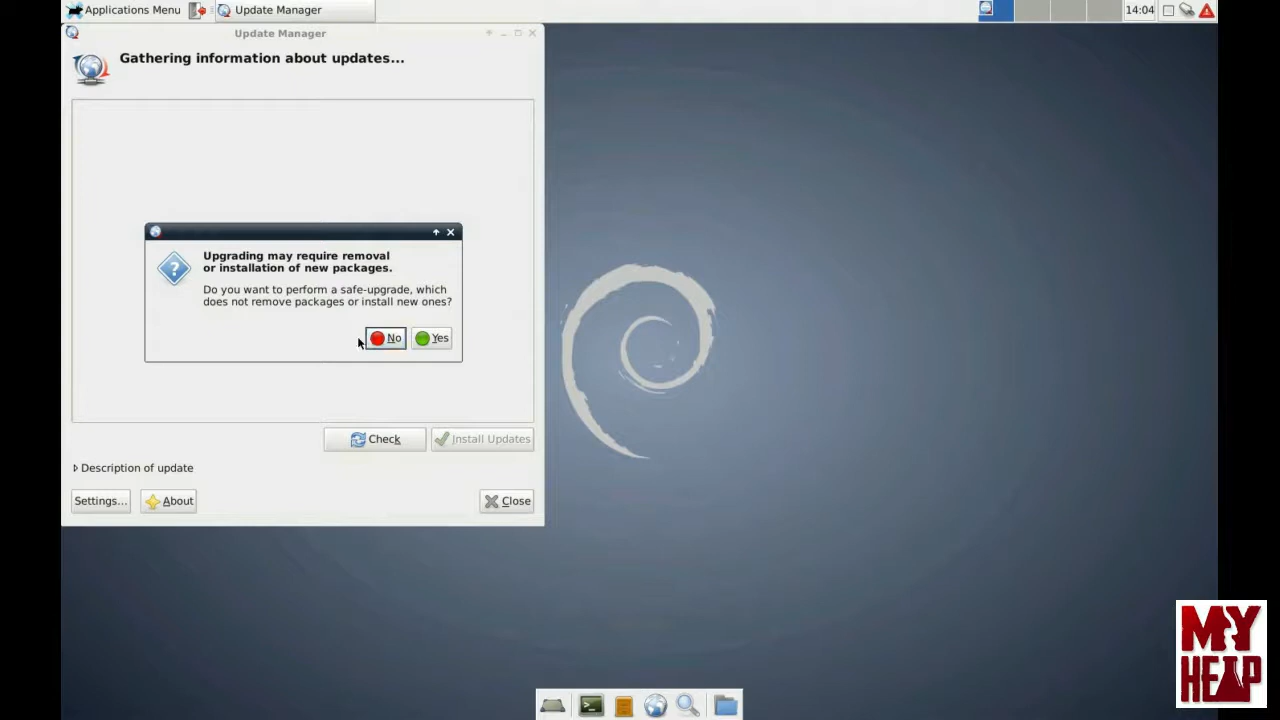 Applications Menu
Update Manager
14:04
Update Manager
Gathering information about updates...
Upgrading may require removal
or installation of new packages.
Do you want to perform a safe-upgrade, which
does not remove packages or install new ones?
No
Yes
Check
Install Updates
Description of update
Settings...
About
Close
MY
HELP